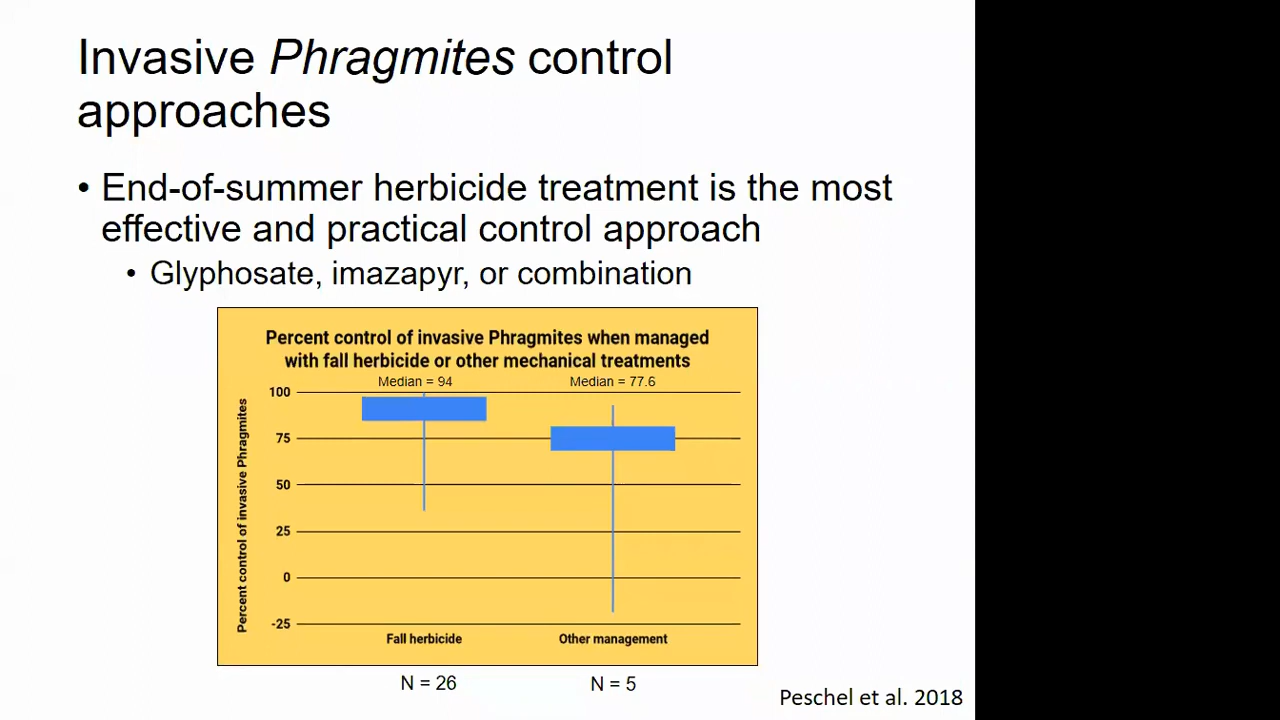 Invasive Phragmites control
approaches
• End-of-summer herbicide treatment is the most
effective and practical control approach
• Glyphosate, imazapyr, or combination
Percent control of invasive Phragmites when managed
with fall herbicide or other mechanical treatments
Median = 94
Median = 77.6
Percent control of invasive Phragmites
100
75
50
25
0
-25
Fall herbicide
Other management
N = 26
N = 5
Peschel et al. 2018